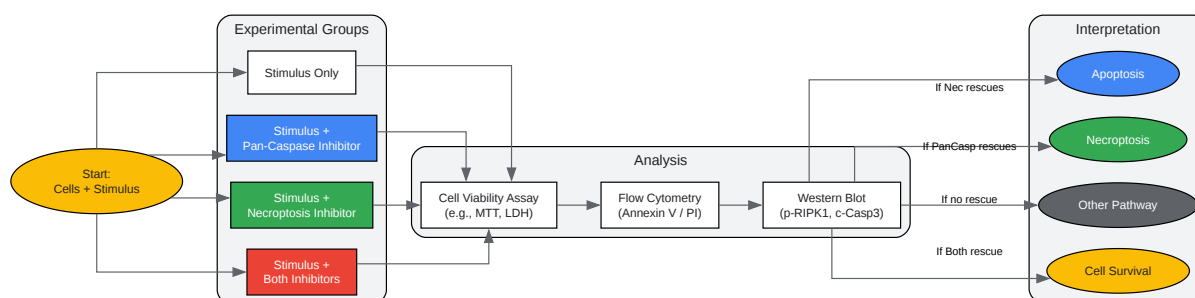 Experimental Groups
Interpretation
Stimulus Only
Apoptosis
If Nec rescues
Stimulus +
Pan-Caspase Inhibitor
Necroptosis
If PanCasp rescues
Analysis
Start:
Cells + Stimulus
Stimulus +
Necroptosis Inhibitor
Cell Viability Assay
(e.g., MTT, LDH)
Flow Cytometry
(Annexin V / PI)
Western Blot
(p-RIPK1, c-Casp3)
If no rescue
Other Pathway
If Both rescue
Stimulus +
Both Inhibitors
Cell Survival